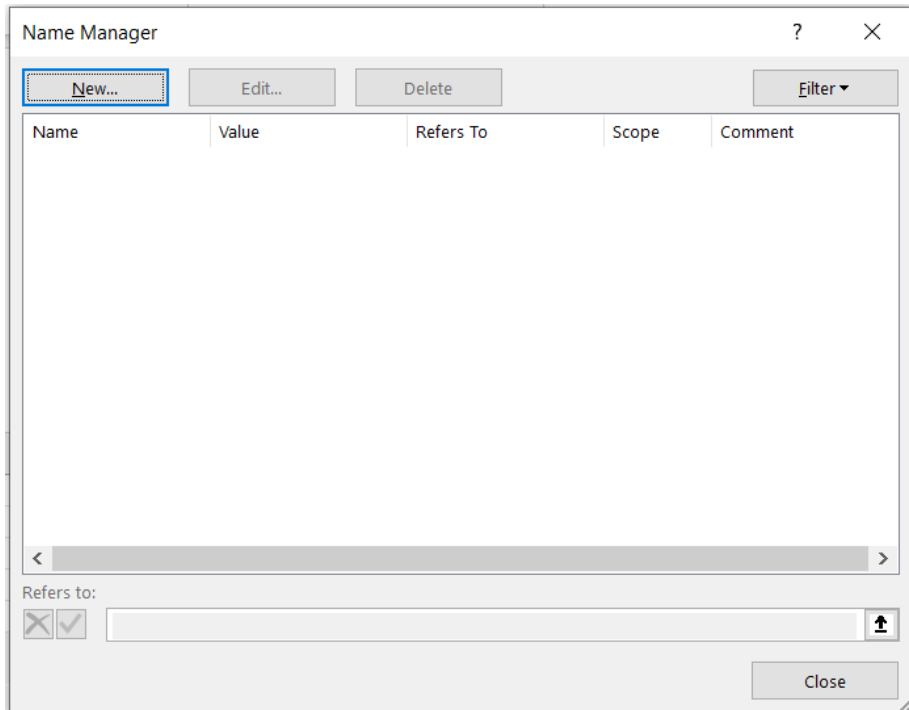 Name Manager ?
New... Edit... Delete Filter
Name Value Refers To Scope Comment
Refers to:
Close